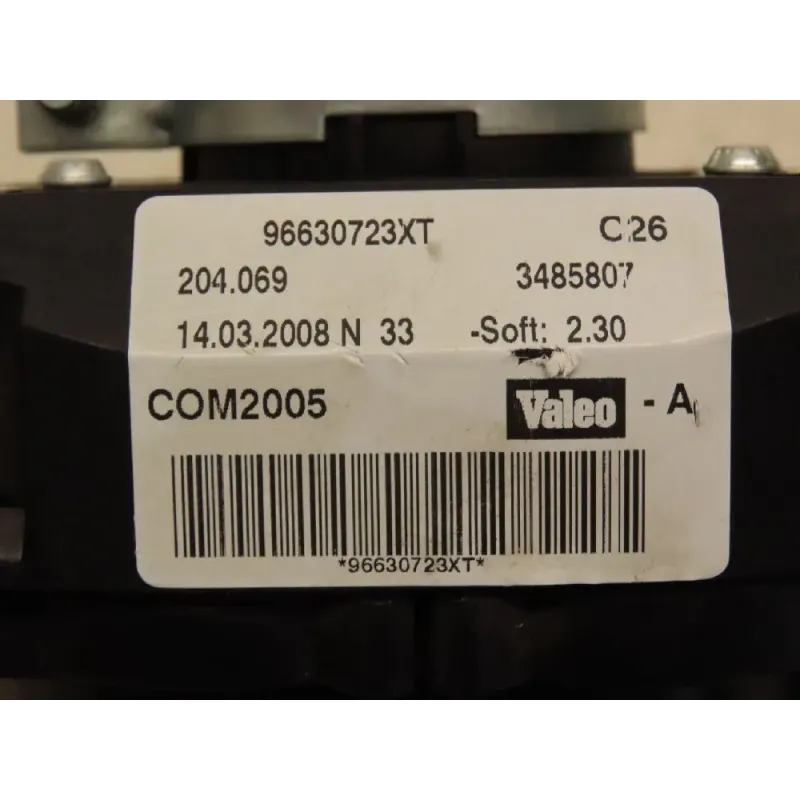 96630723XT C26
204.069 3485807
14.03.2008 N 33 -Soft: 2.30
COM2005 Valeo - A
*96630723XT*